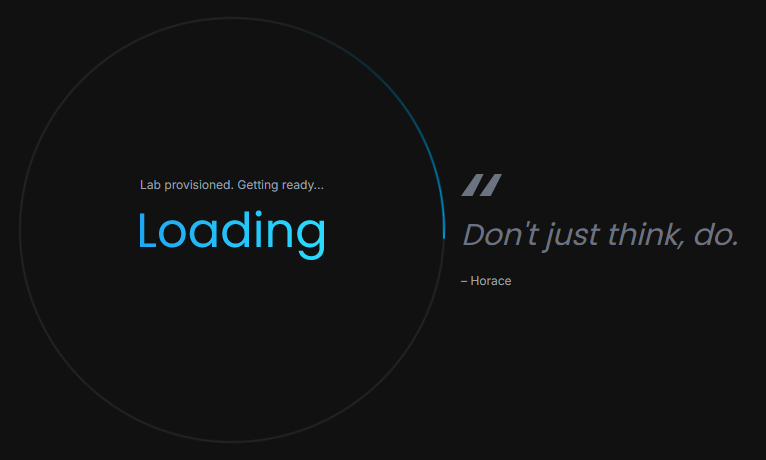 Lab provisioned. Getting ready...
Loading
"
Don't just think, do.
– Horace